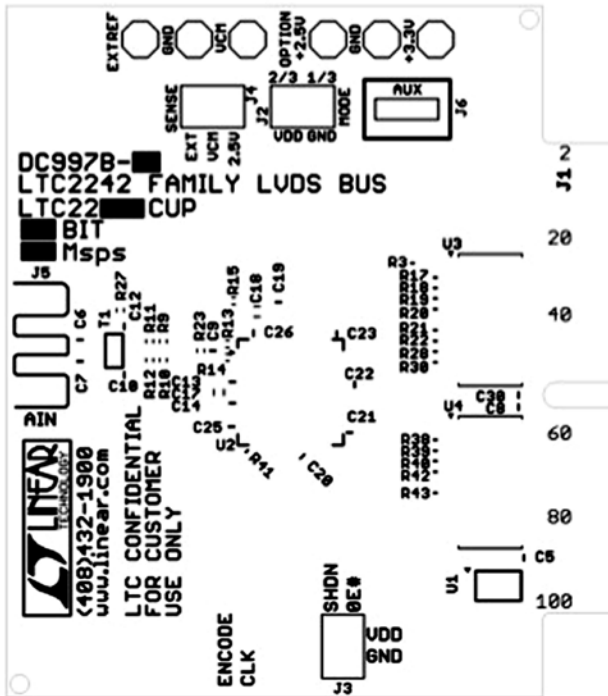 EXTREF
GND
VCM
OPTION
+2.5V
GND
+3.3V
SENSE
J4
EXT
VCM
2.5V
J2
2/3 1/3
MODE
VDD GND
AUX
J6
DC997B-
LTC2242 FAMILY LVDS BUS
LTC22 CUP
BIT
Msps
2
J1
20
40
60
80
100
J5
C6
C7
AIN
T1
R27
C12
C10
R11
R9
R12
R10
R23
C9
R13
R14
C14
R15
C18
C19
C26
C23
C22
C21
C25
U2
R41
C20
R3
R17
R18
R19
R20
R21
R22
R28
R30
U3
C30
C8
U4
R38
R39
R40
R42
R43
C5
U1
LINEAR
TECHNOLOGY
(408)432-1900
www.linear.com
LTC CONFIDENTIAL
FOR CUSTOMER
USE ONLY
ENCODE
CLK
SHDN
OE#
VDD
GND
J3